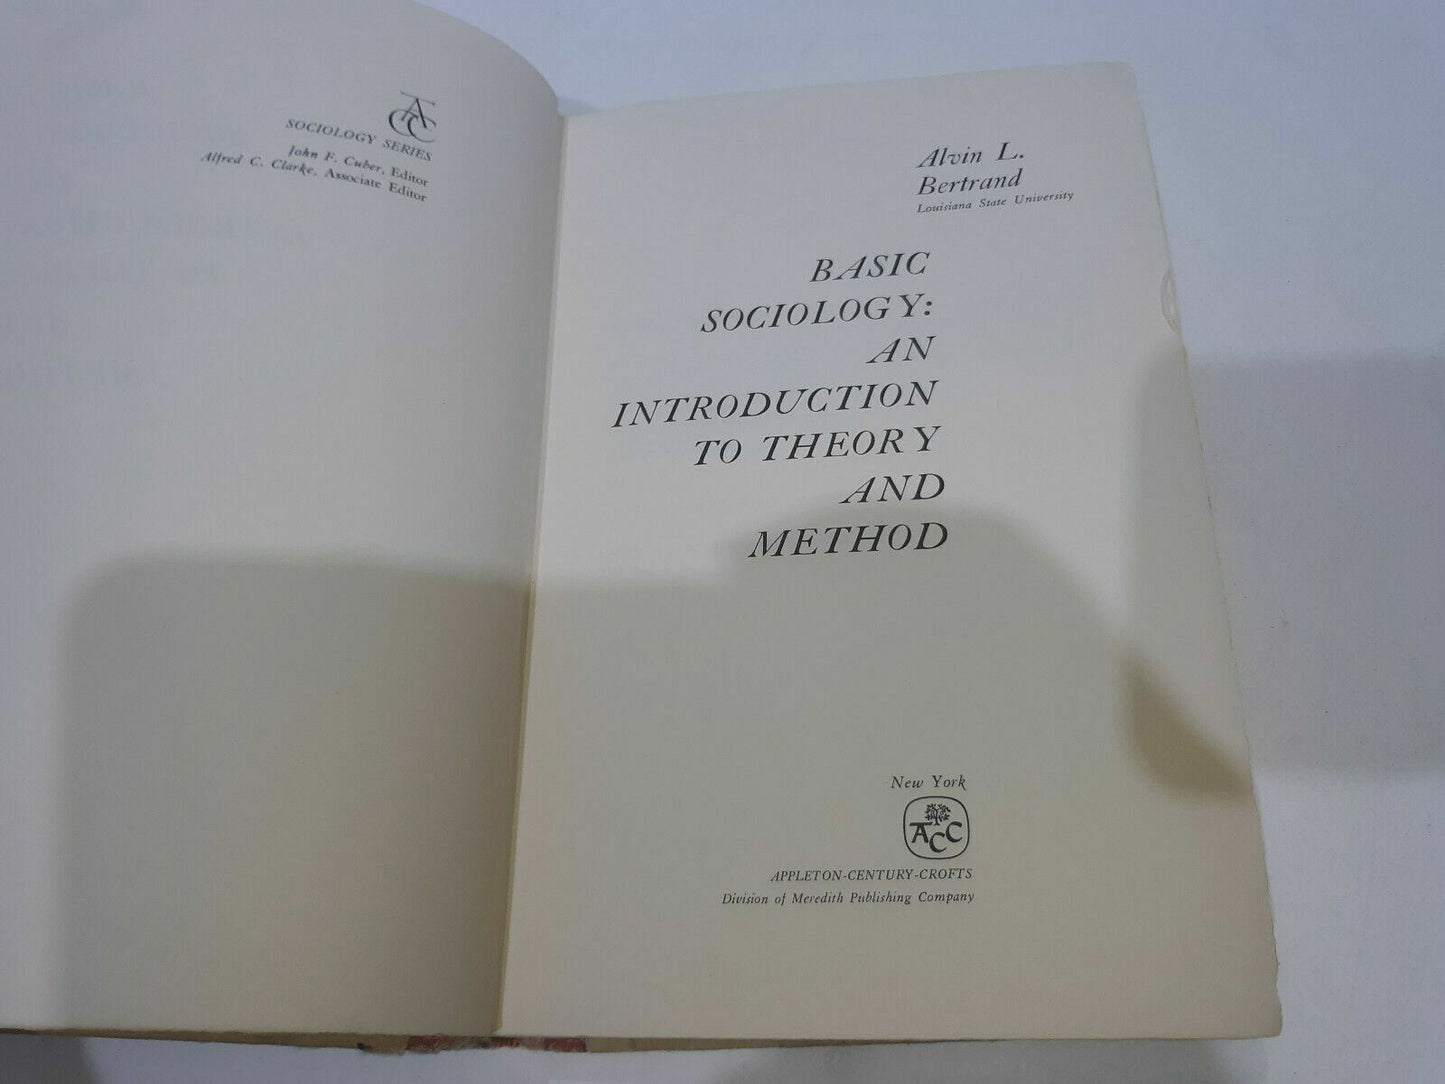 ACC
SOCIOLOGY SERIES
John F. Cuber, Editor
Alfred C. Clarke, Associate Editor
Alvin L.
Bertrand
Louisiana State University
BASIC
SOCIOLOGY:
AN
INTRODUCTION
TO THEORY
AND
METHOD
New York
ACC
APPLETON-CENTURY-CROFTS
Division of Meredith Publishing Company